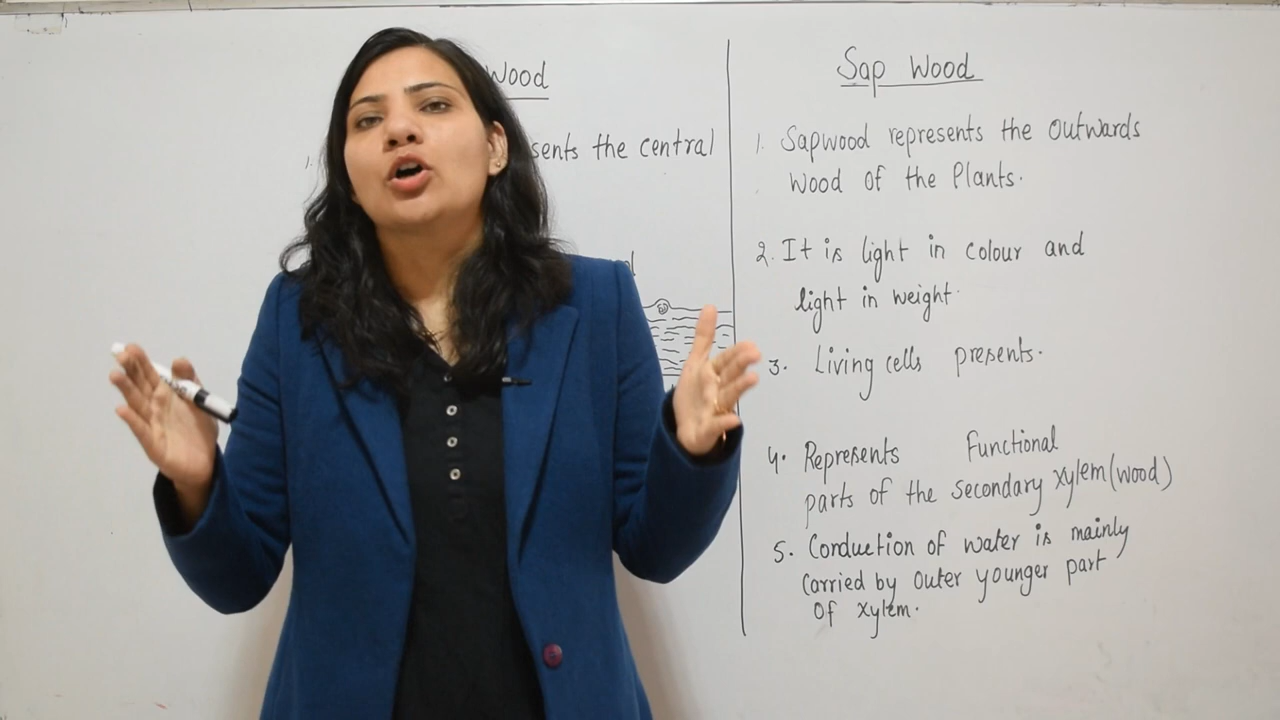 Wood
1.
sents the central
Sap Wood
1. Sapwood represents the Outwards
Wood of the Plants.
2. It is light in colour and
light in weight.
3. Living cells presents.
4. Represents Functional
parts of the secondary xylem (wood)
5. Conduction of water is mainly
carried by outer younger part
of xylem.